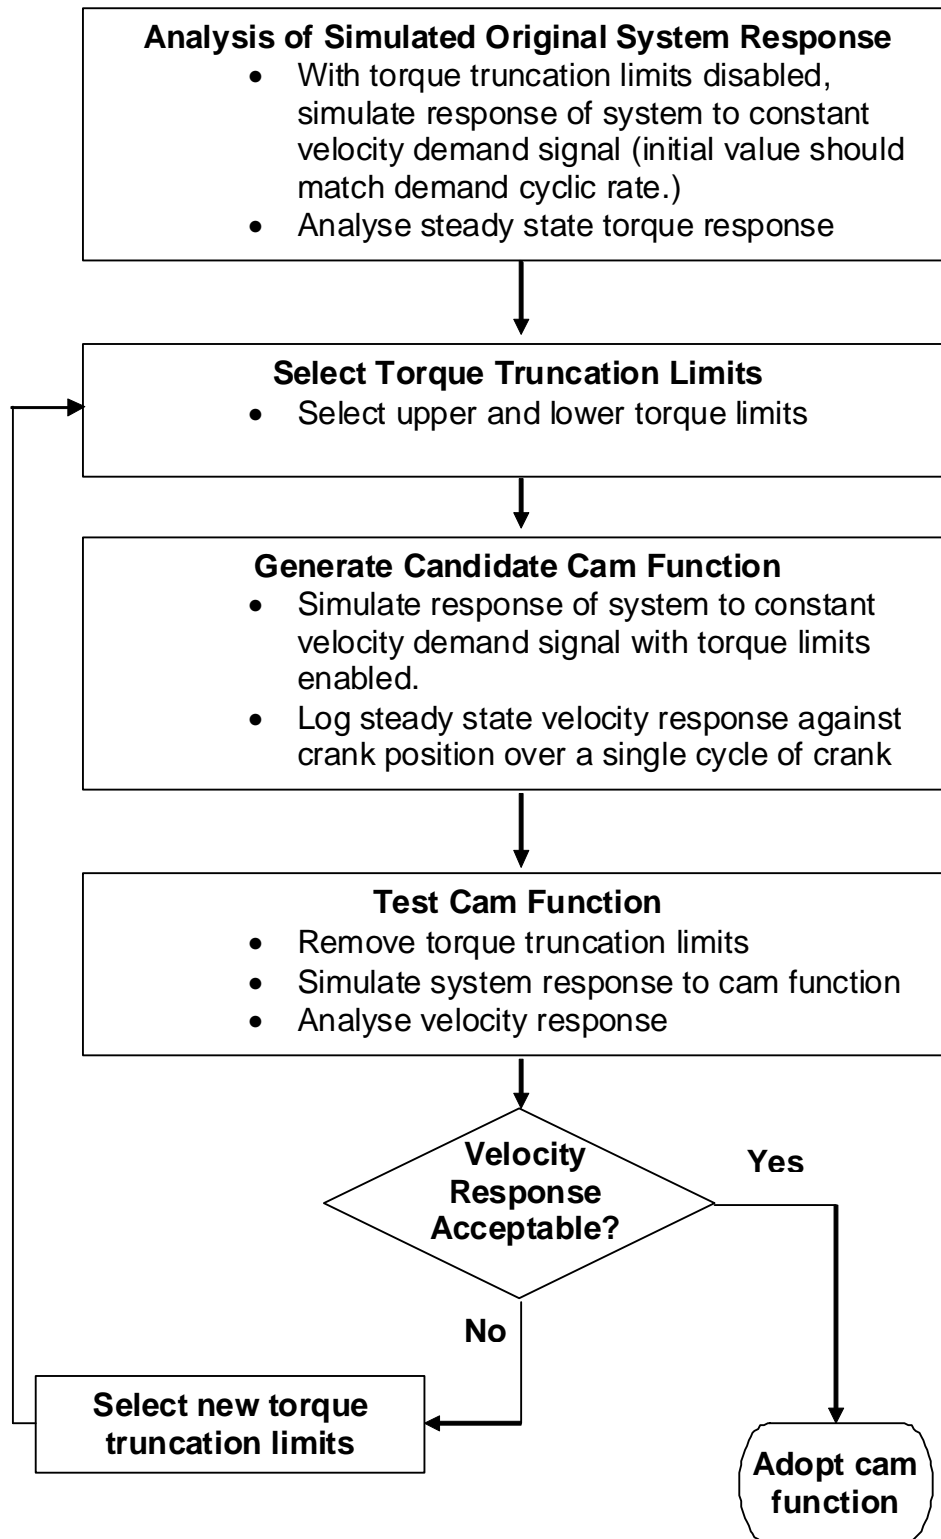 Analysis of Simulated Original System Response
• With torque truncation limits disabled,
simulate response of system to constant
velocity demand signal (initial value should
match demand cyclic rate.)
• Analyse steady state torque response
Select Torque Truncation Limits
• Select upper and lower torque limits
Generate Candidate Cam Function
• Simulate response of system to constant
velocity demand signal with torque limits
enabled.
• Log steady state velocity response against
crank position over a single cycle of crank
Test Cam Function
• Remove torque truncation limits
• Simulate system response to cam function
• Analyse velocity response
Velocity
Response
Acceptable?
Yes
No
Select new torque
truncation limits
Adopt cam
function